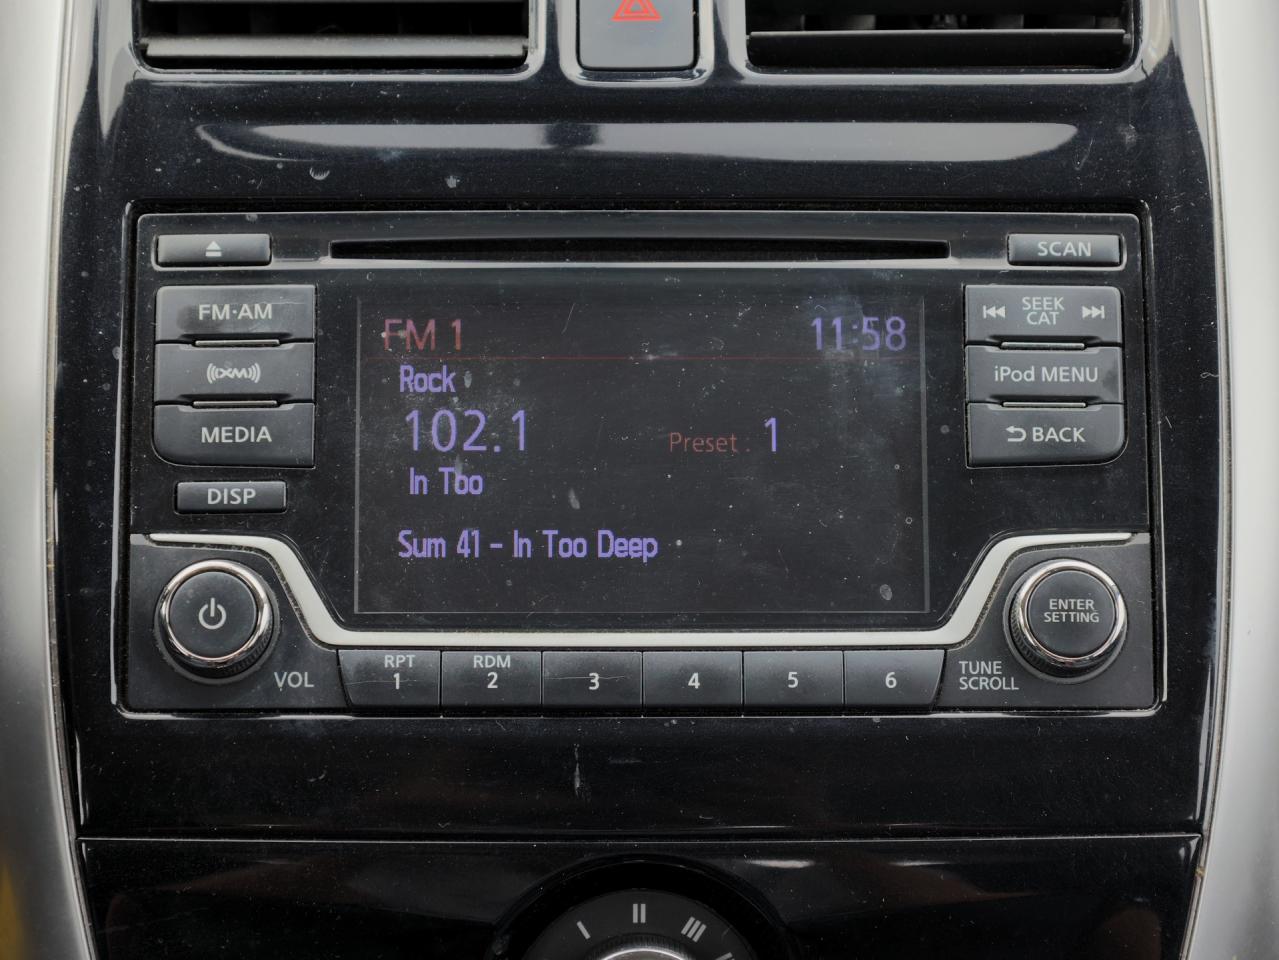 SCAN
FM·AM
SEEK
CAT
XM
iPod MENU
MEDIA
BACK
DISP
FM 1 11:58
Rock
102.1 Preset : 1
In Too
Sum 41 - In Too Deep
VOL
RPT RDM
1 2 3 4 5 6
TUNE
SCROLL
ENTER
SETTING
I II III